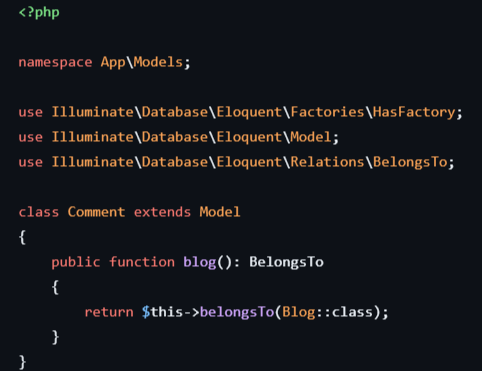 <?php
namespace App\Models;
use Illuminate\Database\Eloquent\Factories\HasFactory;
use Illuminate\Database\Eloquent\Model;
use Illuminate\Database\Eloquent\Relations\BelongsTo;
class Comment extends Model
{
    public function blog(): BelongsTo
    {
        return $this->belongsTo(Blog::class);
    }
}